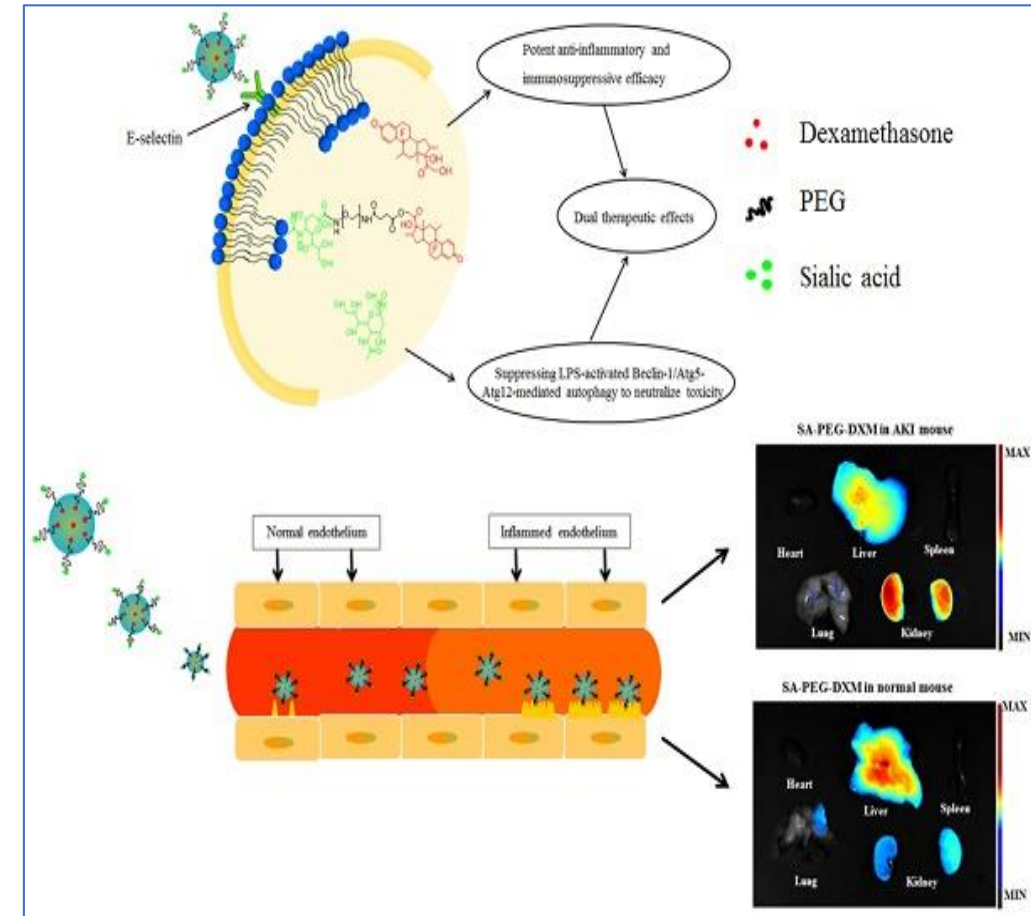 Potent anti-inflammatory and
immunosuppressive efficacy
E-selectin
Dual therapeutic effects
Suppressing LPS-activated Beclin-1/Atg5-
Atg12-mediated autophagy to neutralize toxicity
Dexamethasone
PEG
Sialic acid
Normal endothelium
Inflammed endothelium
SA-PEG-DXM in AKI mouse
MAX
Heart
Liver
Spleen
Lung
Kidney
MIN
SA-PEG-DXM in normal mouse
MAX
Heart
Liver
Spleen
Lung
Kidney
MIN